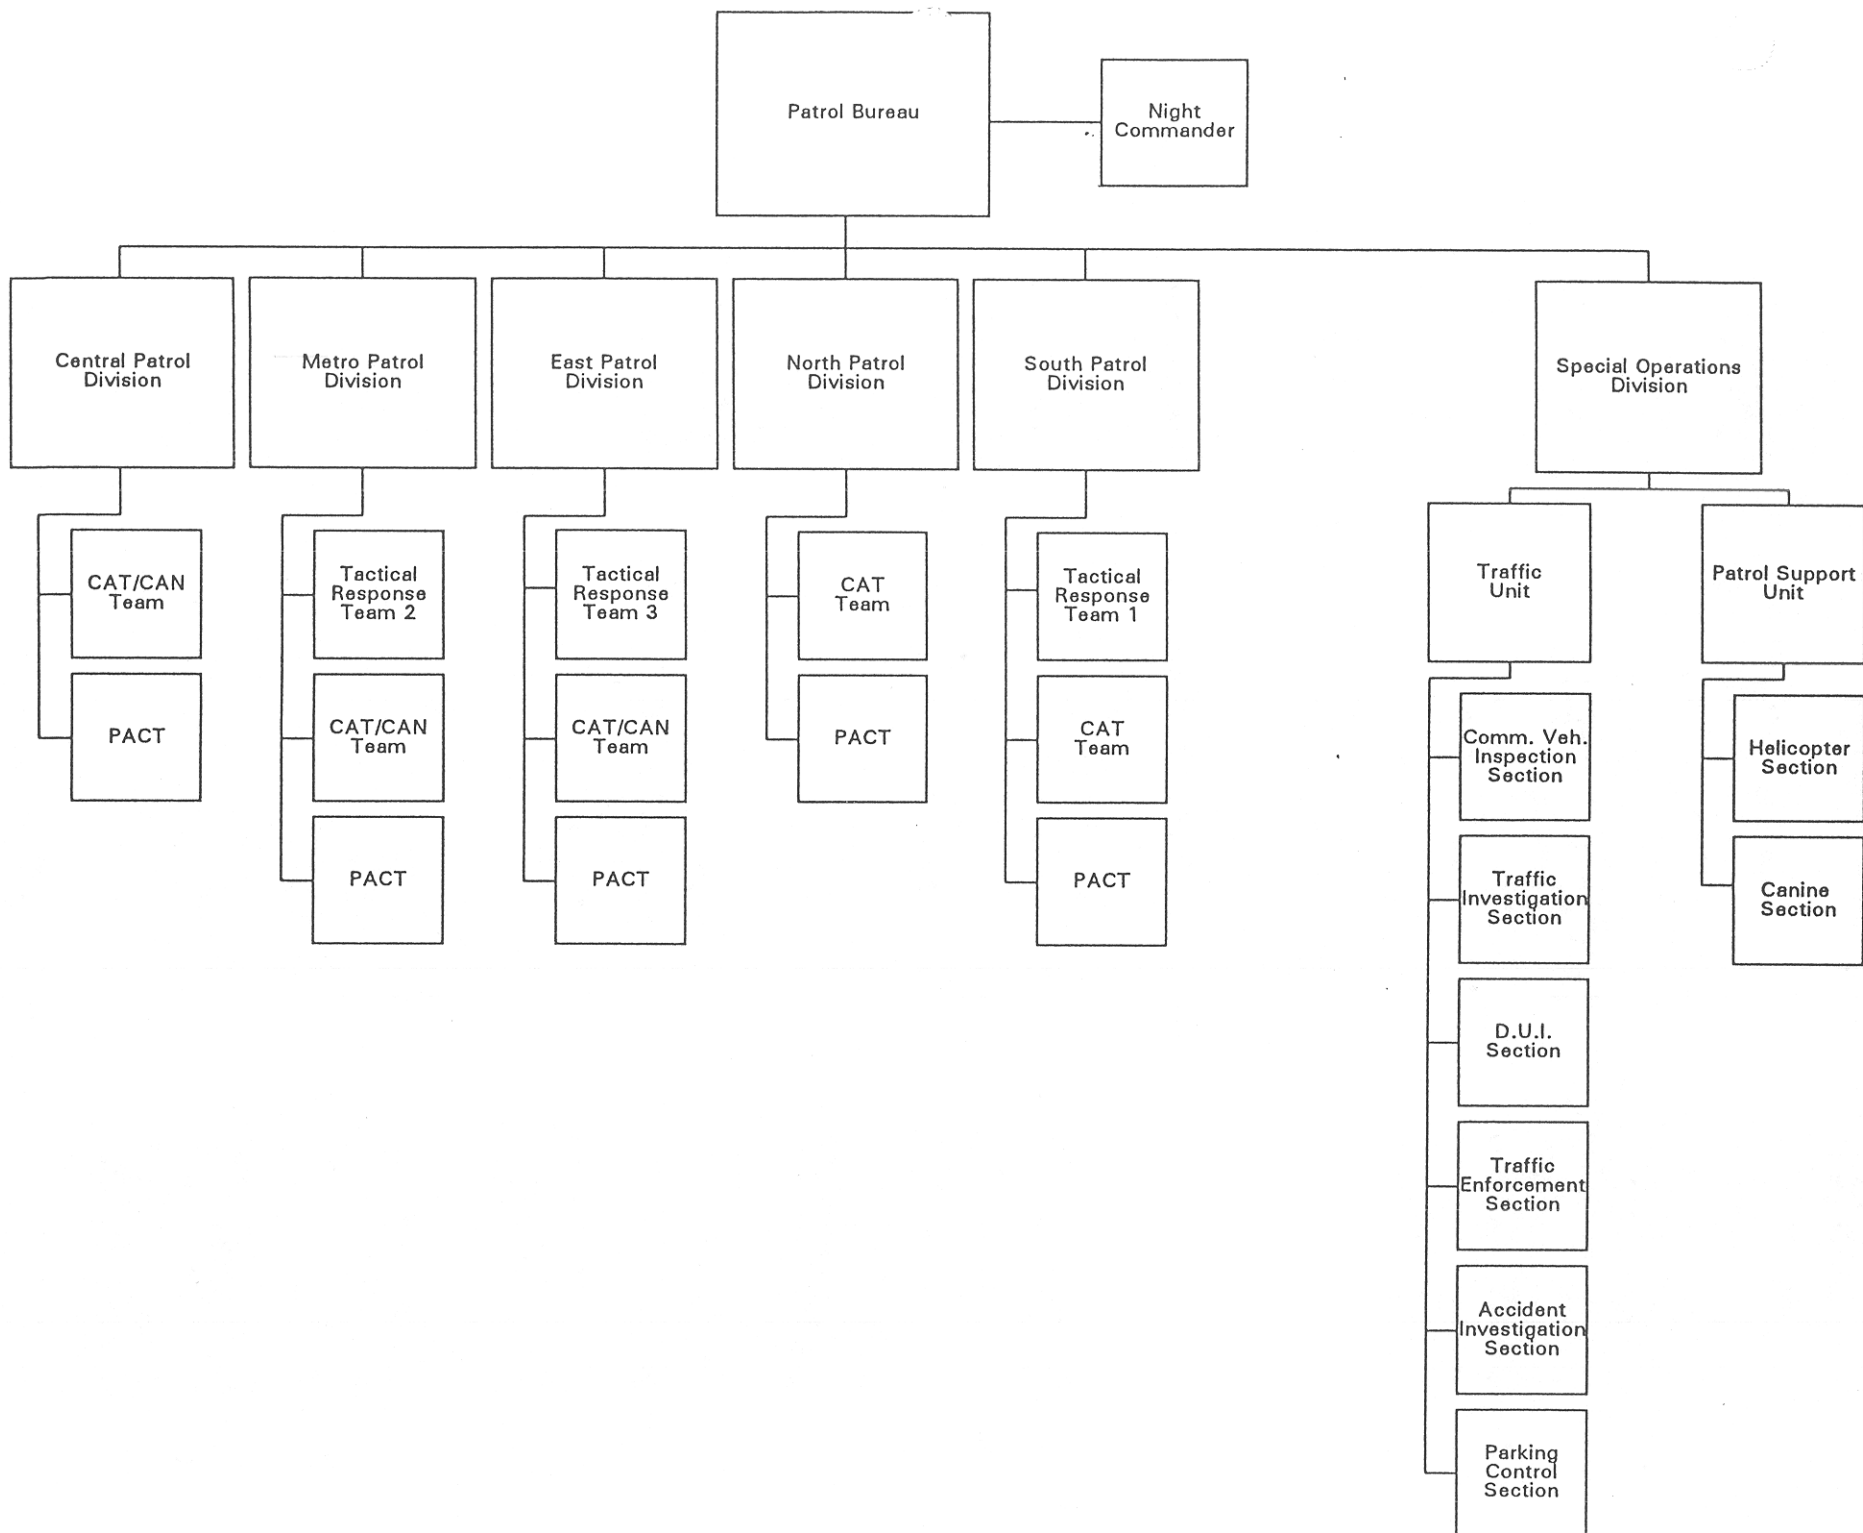 Patrol Bureau
Night
Commander
Central Patrol
Division
Metro Patrol
Division
East Patrol
Division
North Patrol
Division
South Patrol
Division
Special Operations
Division
CAT/CAN
Team
PACT
Tactical
Response
Team 2
CAT/CAN
Team
PACT
Tactical
Response
Team 3
CAT/CAN
Team
PACT
CAT
Team
PACT
Tactical
Response
Team 1
CAT
Team
PACT
Traffic
Unit
Comm. Veh.
Inspection
Section
Traffic
Investigation
Section
D.U.I.
Section
Traffic
Enforcement
Section
Accident
Investigation
Section
Parking
Control
Section
Patrol Support
Unit
Helicopter
Section
Canine
Section